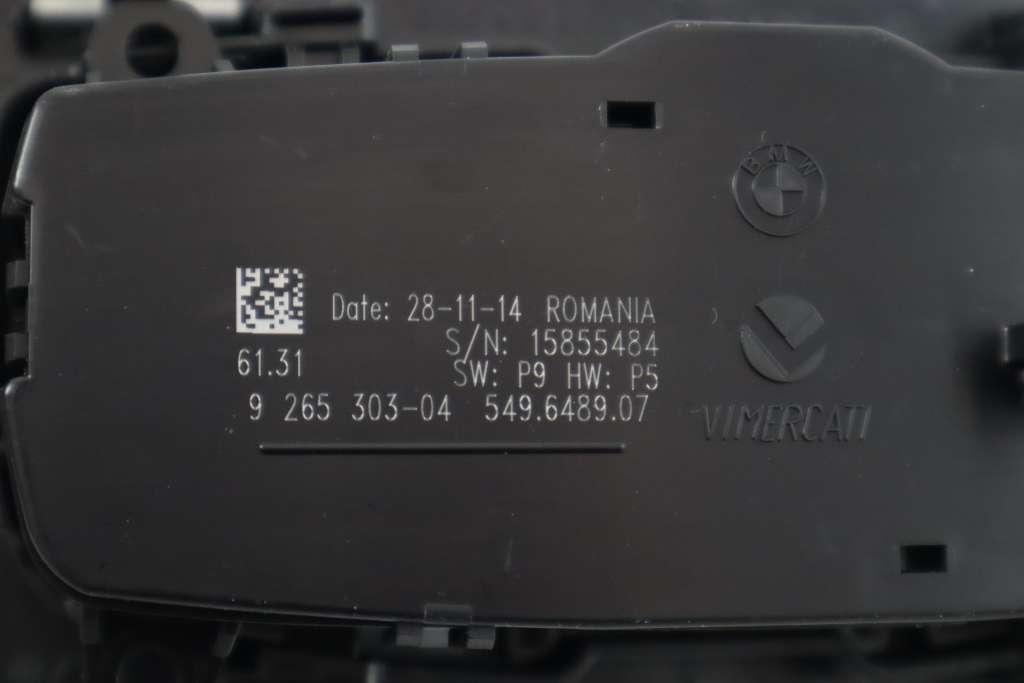 BMW
Date: 28-11-14 ROMANIA
S/N: 15855484
61.31
SW: P9 HW: P5
9 265 303-04 549.6489.07
VIMERCATI